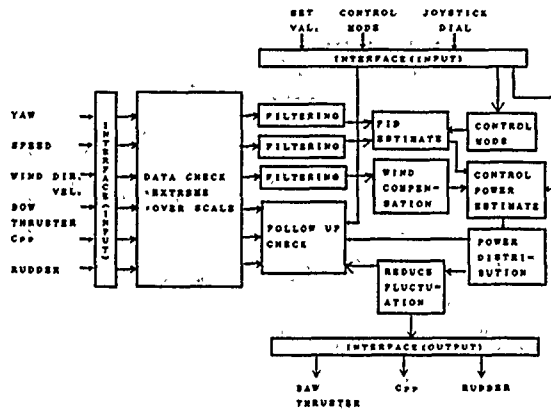 SET CONTROL JOYSTICK
VAL. MODE DIAL
INTERFACE(INPUT)
YAW
SPEED
WIND DIR.
VEL.
BOW
THRUSTER
CPP
RUDDER
INTERFACE(INPUT)
DATA CHECK
•EXTREME
•OVER SCALE
FILTERING
FILTERING
FILTERING
FOLLOW UP
CHECK
PID
ESTIMATE
WIND
COMPEN-
SATION
CONTROL
MODE
CONTROL
POWER
ESTIMATE
POWER
DISTRI-
BUTION
REDUCE
FLUCTU-
ATION
INTERFACE(OUTPUT)
BAW CPP RUDDER
THRUSTER